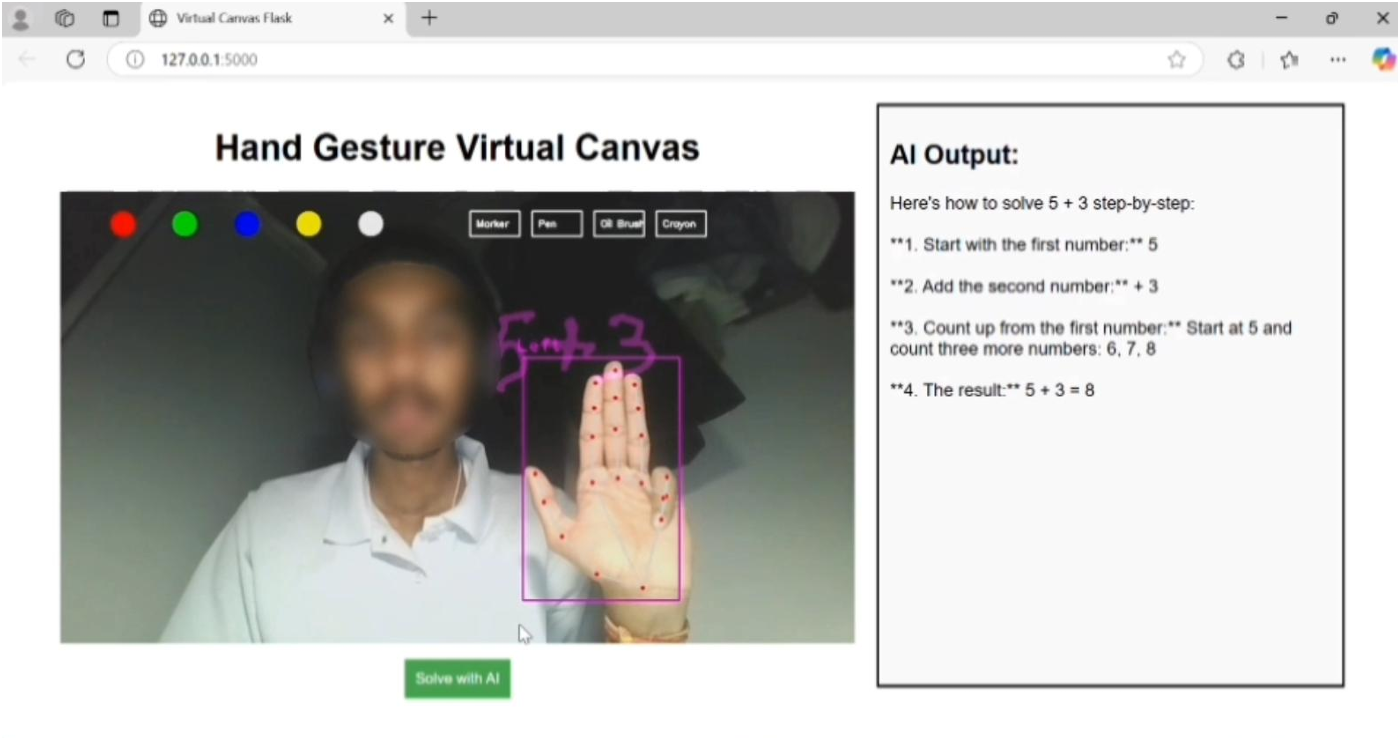 Virtual Canvas Flask
127.0.0.1:5000
Hand Gesture Virtual Canvas
Marker
Pen
Oil Brush
Crayon
5 + 3
Left
Solve with AI
AI Output:
Here's how to solve 5 + 3 step-by-step:
**1. Start with the first number:** 5
**2. Add the second number:** + 3
**3. Count up from the first number:** Start at 5 and
count three more numbers: 6, 7, 8
**4. The result:** 5 + 3 = 8